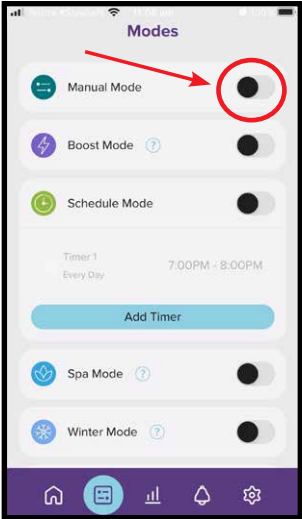 Modes
Manual Mode
Boost Mode ?
Schedule Mode
Timer 1
Every Day
7:00PM - 8:00PM
Add Timer
Spa Mode ?
Winter Mode ?